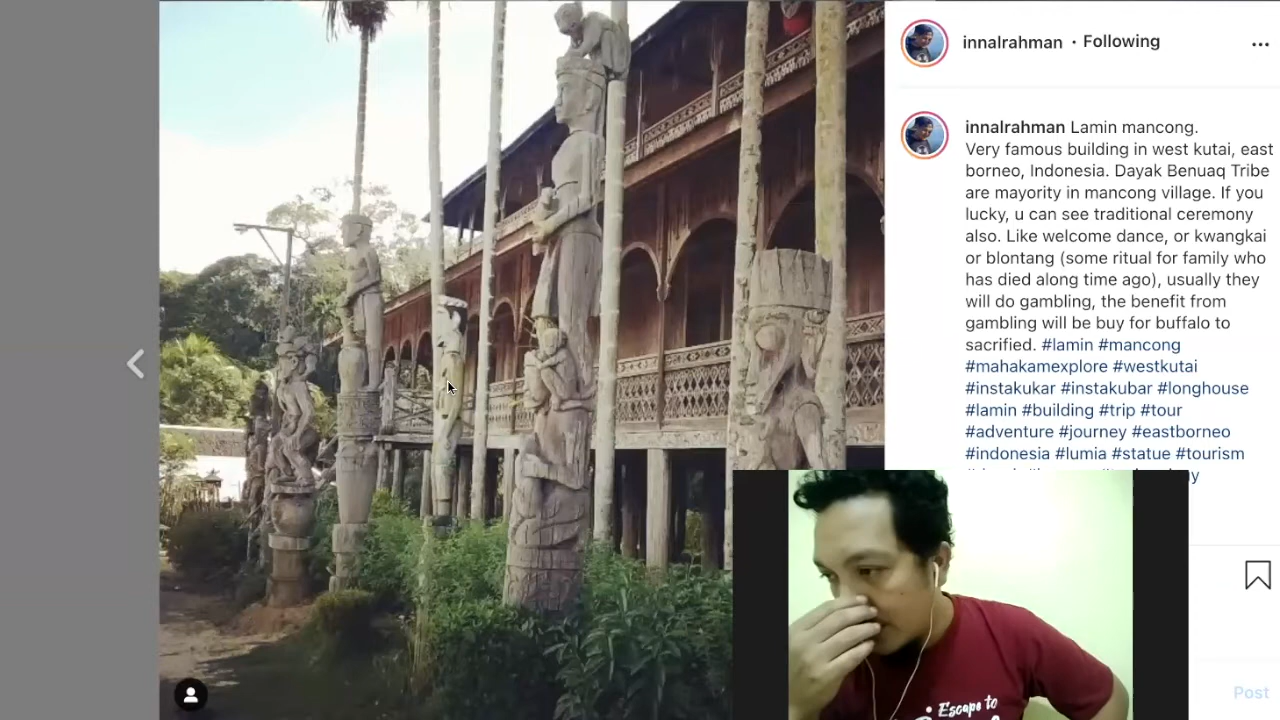 innalrahman • Following
innalrahman Lamin mancong.
Very famous building in west kutai, east
borneo, Indonesia. Dayak Benuaq Tribe
are mayority in mancong village. If you
lucky, u can see traditional ceremony
also. Like welcome dance, or kwangkai
or blontang (some ritual for family who
has died along time ago), usually they
will do gambling, the benefit from
gambling will be buy for buffalo to
sacrified. #lamin #mancong
#mahakamexplore #westkutai
#instakukar #instakubar #longhouse
#lamin #building #trip #tour
#adventure #journey #eastborneo
#indonesia #lumia #statue #tourism
Post
Escape to